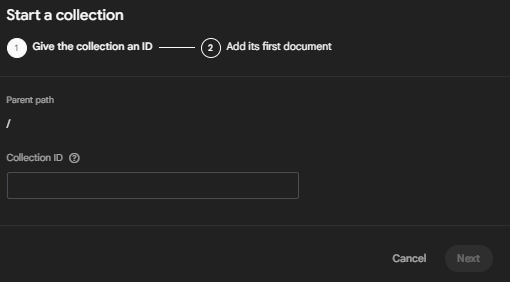 Start a collection
1 Give the collection an ID 2 Add its first document
Parent path
/
Collection ID ?
Cancel Next